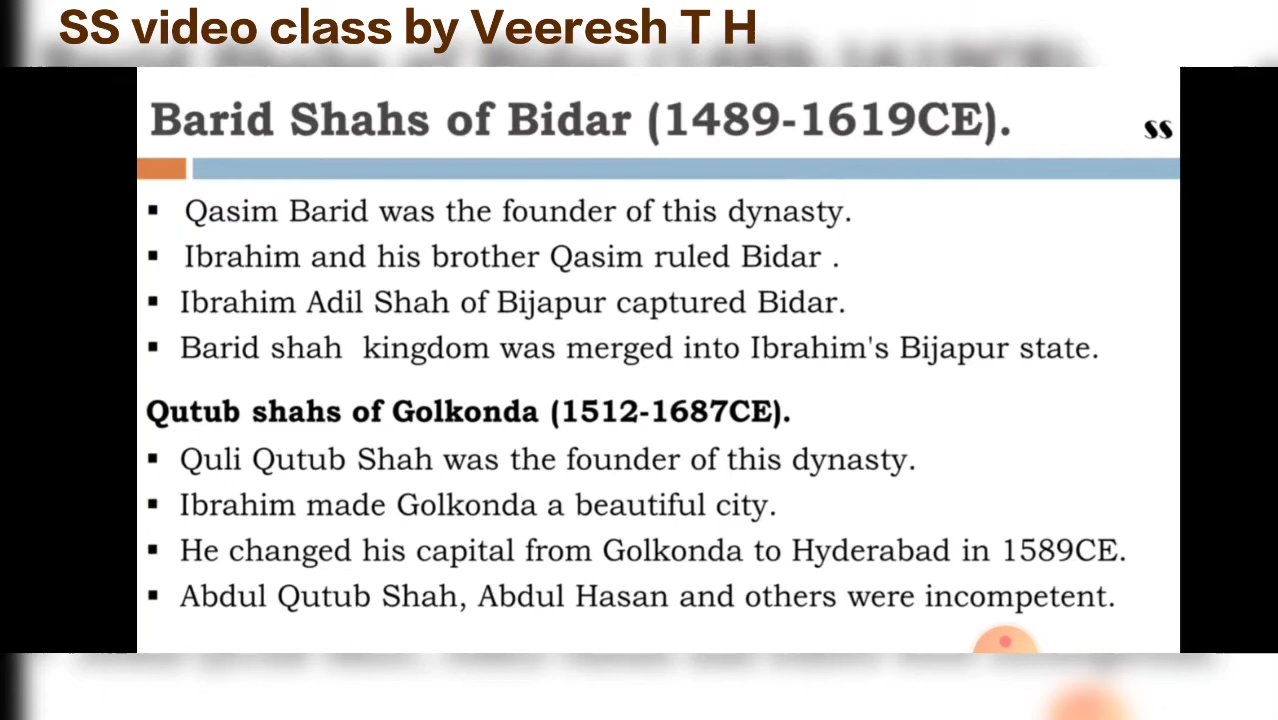 SS video class by Veeresh T H
Barid Shahs of Bidar (1489-1619CE).
SS
▪ Qasim Barid was the founder of this dynasty.
▪ Ibrahim and his brother Qasim ruled Bidar .
▪ Ibrahim Adil Shah of Bijapur captured Bidar.
▪ Barid shah  kingdom was merged into Ibrahim's Bijapur state.
Qutub shahs of Golkonda (1512-1687CE).
▪ Quli Qutub Shah was the founder of this dynasty.
▪ Ibrahim made Golkonda a beautiful city.
▪ He changed his capital from Golkonda to Hyderabad in 1589CE.
▪ Abdul Qutub Shah, Abdul Hasan and others were incompetent.